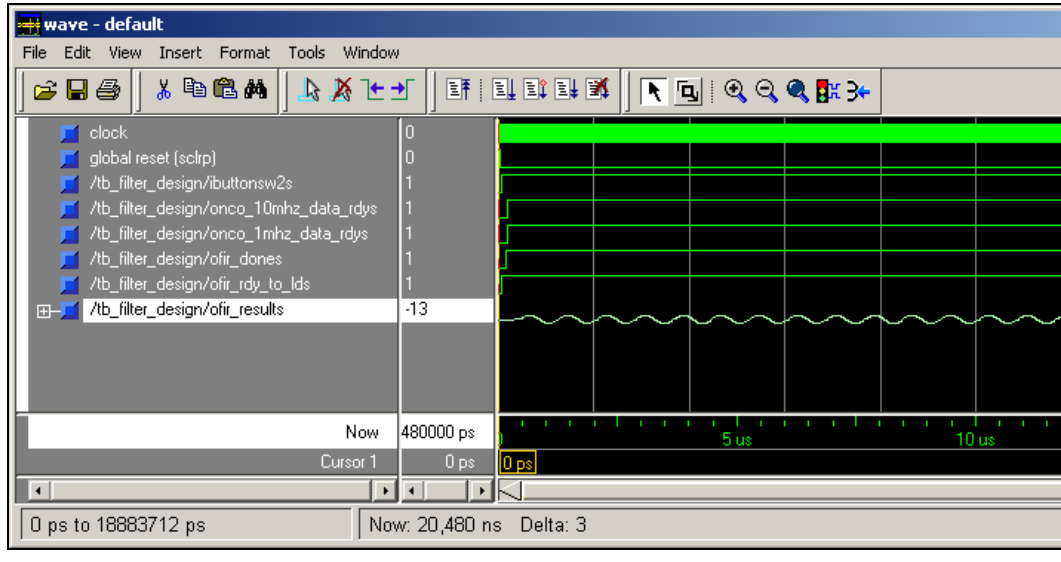 wave - default
File Edit View Insert Format Tools Window
clock 0
global reset (sclrp) 0
/tb_filter_design/ibuttonsw2s 1
/tb_filter_design/onco_10mhz_data_rdys 1
/tb_filter_design/onco_1mhz_data_rdys 1
/tb_filter_design/ofir_dones 1
/tb_filter_design/ofir_rdy_to_lds 1
/tb_filter_design/ofir_results -13
Now 480000 ps 5 us 10 us
Cursor 1 0 ps 0 ps
0 ps to 18883712 ps Now: 20,480 ns Delta: 3